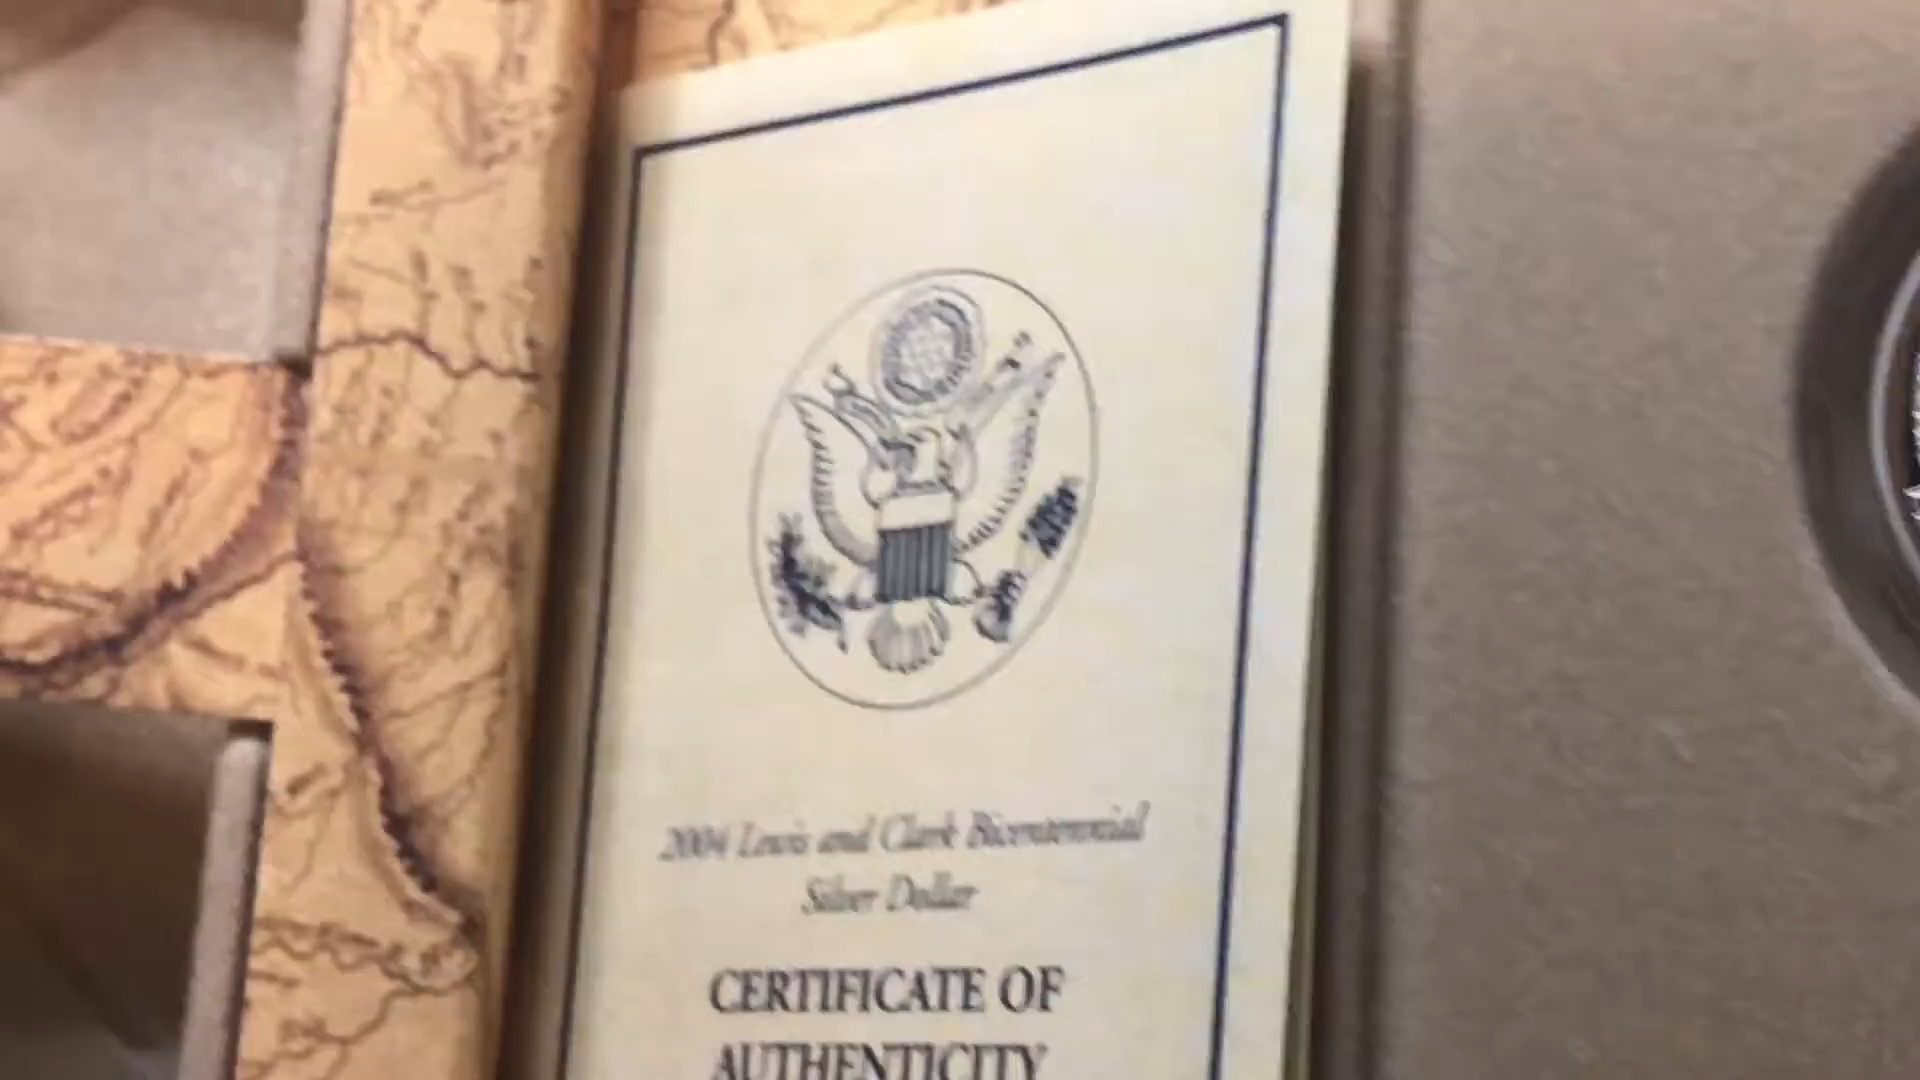 2004 Lewis and Clark Bicentennial
Silver Dollar
CERTIFICATE OF
AUTHENTICITY